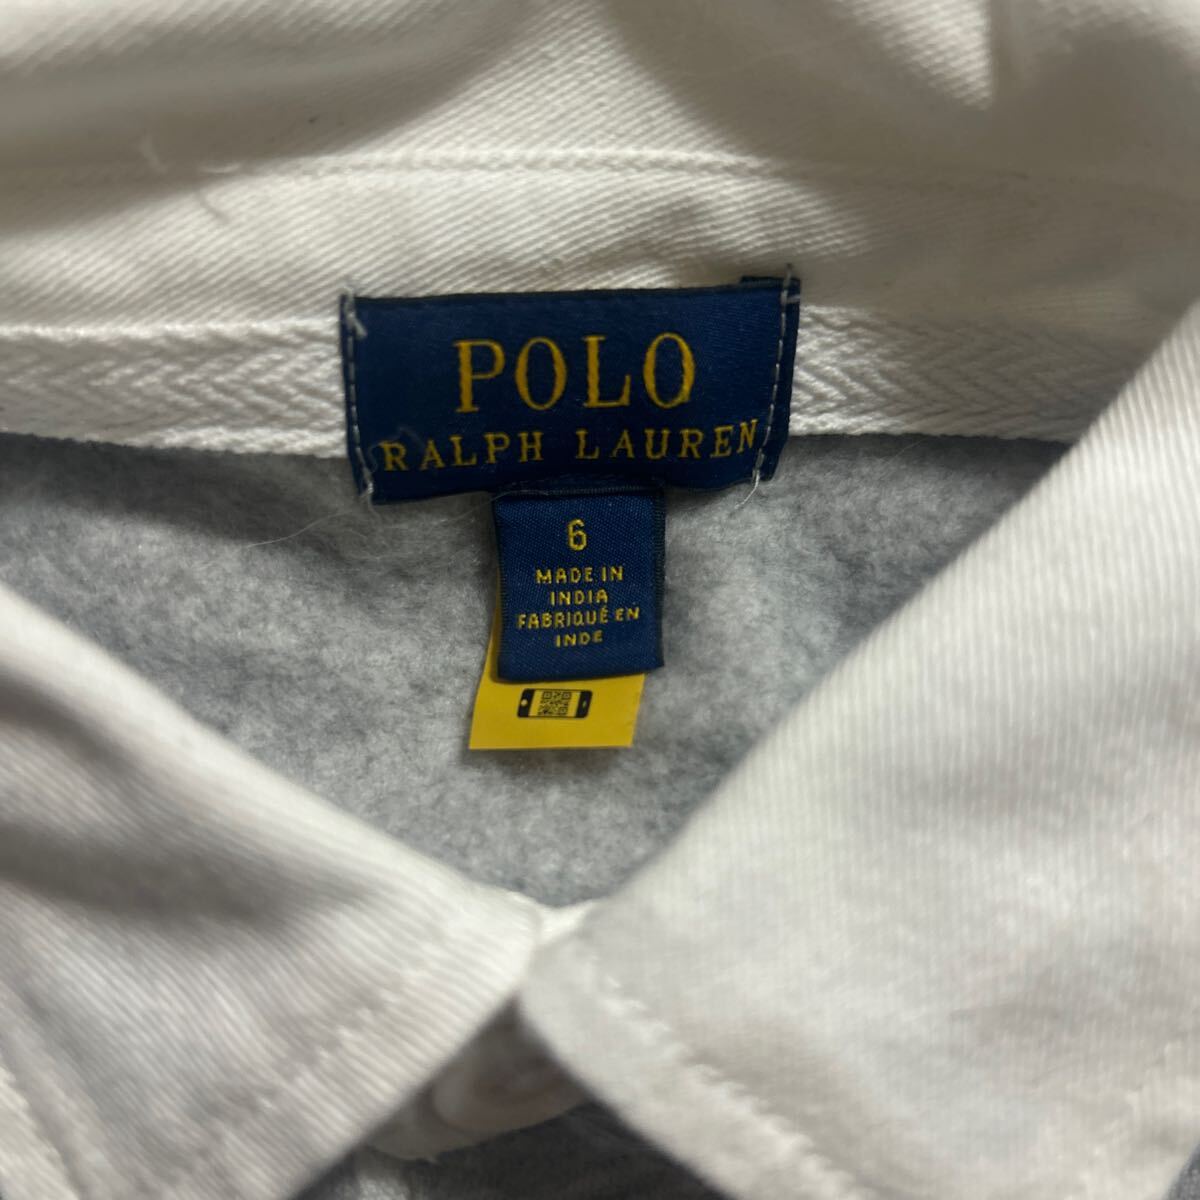 POLO
RALPH LAUREN
6
MADE IN
INDIA
FABRIQUÉ EN
INDE